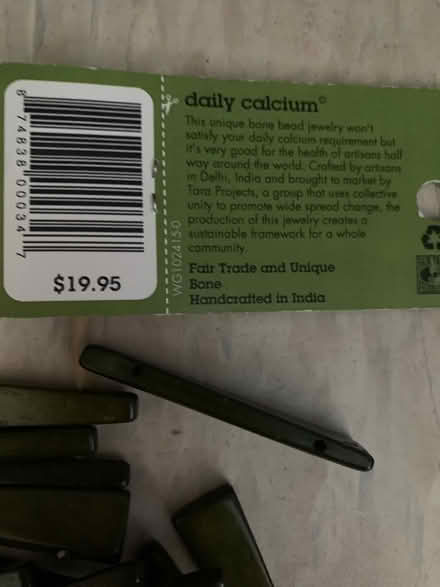 daily calcium©
This unique bone bead jewelry won't
satisfy your daily calcium requirement but
it's very good for the health of artisans half
way around the world. Crafted by artisans
in Delhi, India and brought to market by
Tara Projects, a group that uses collective
unity to promote wide spread change, the
production of this jewelry creates a
sustainable framework for a whole
community.
Fair Trade and Unique
Bone
Handcrafted in India
WG102415-0
8 74838 00034 7
$19.95